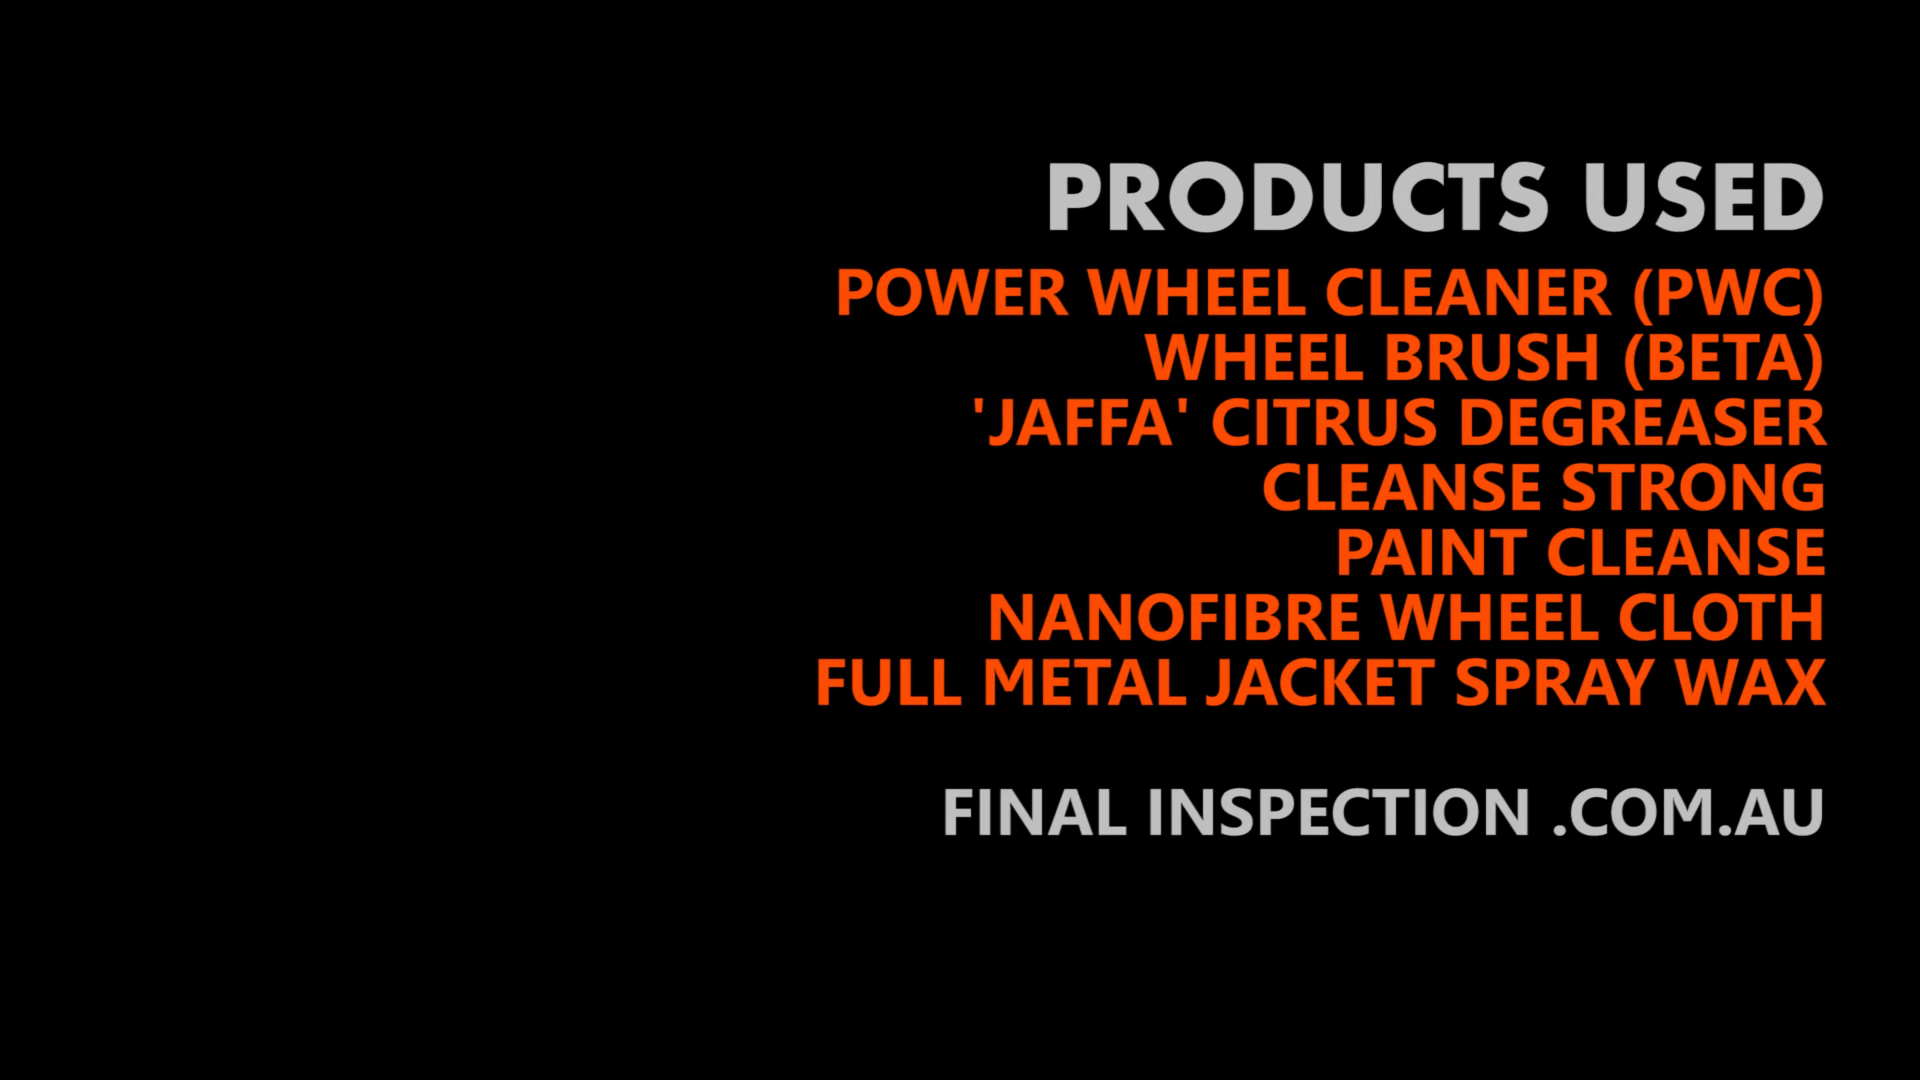 PRODUCTS USED
POWER WHEEL CLEANER (PWC)
WHEEL BRUSH (BETA)
'JAFFA' CITRUS DEGREASER
CLEANSE STRONG
PAINT CLEANSE
NANOFIBRE WHEEL CLOTH
FULL METAL JACKET SPRAY WAX
FINAL INSPECTION .COM.AU